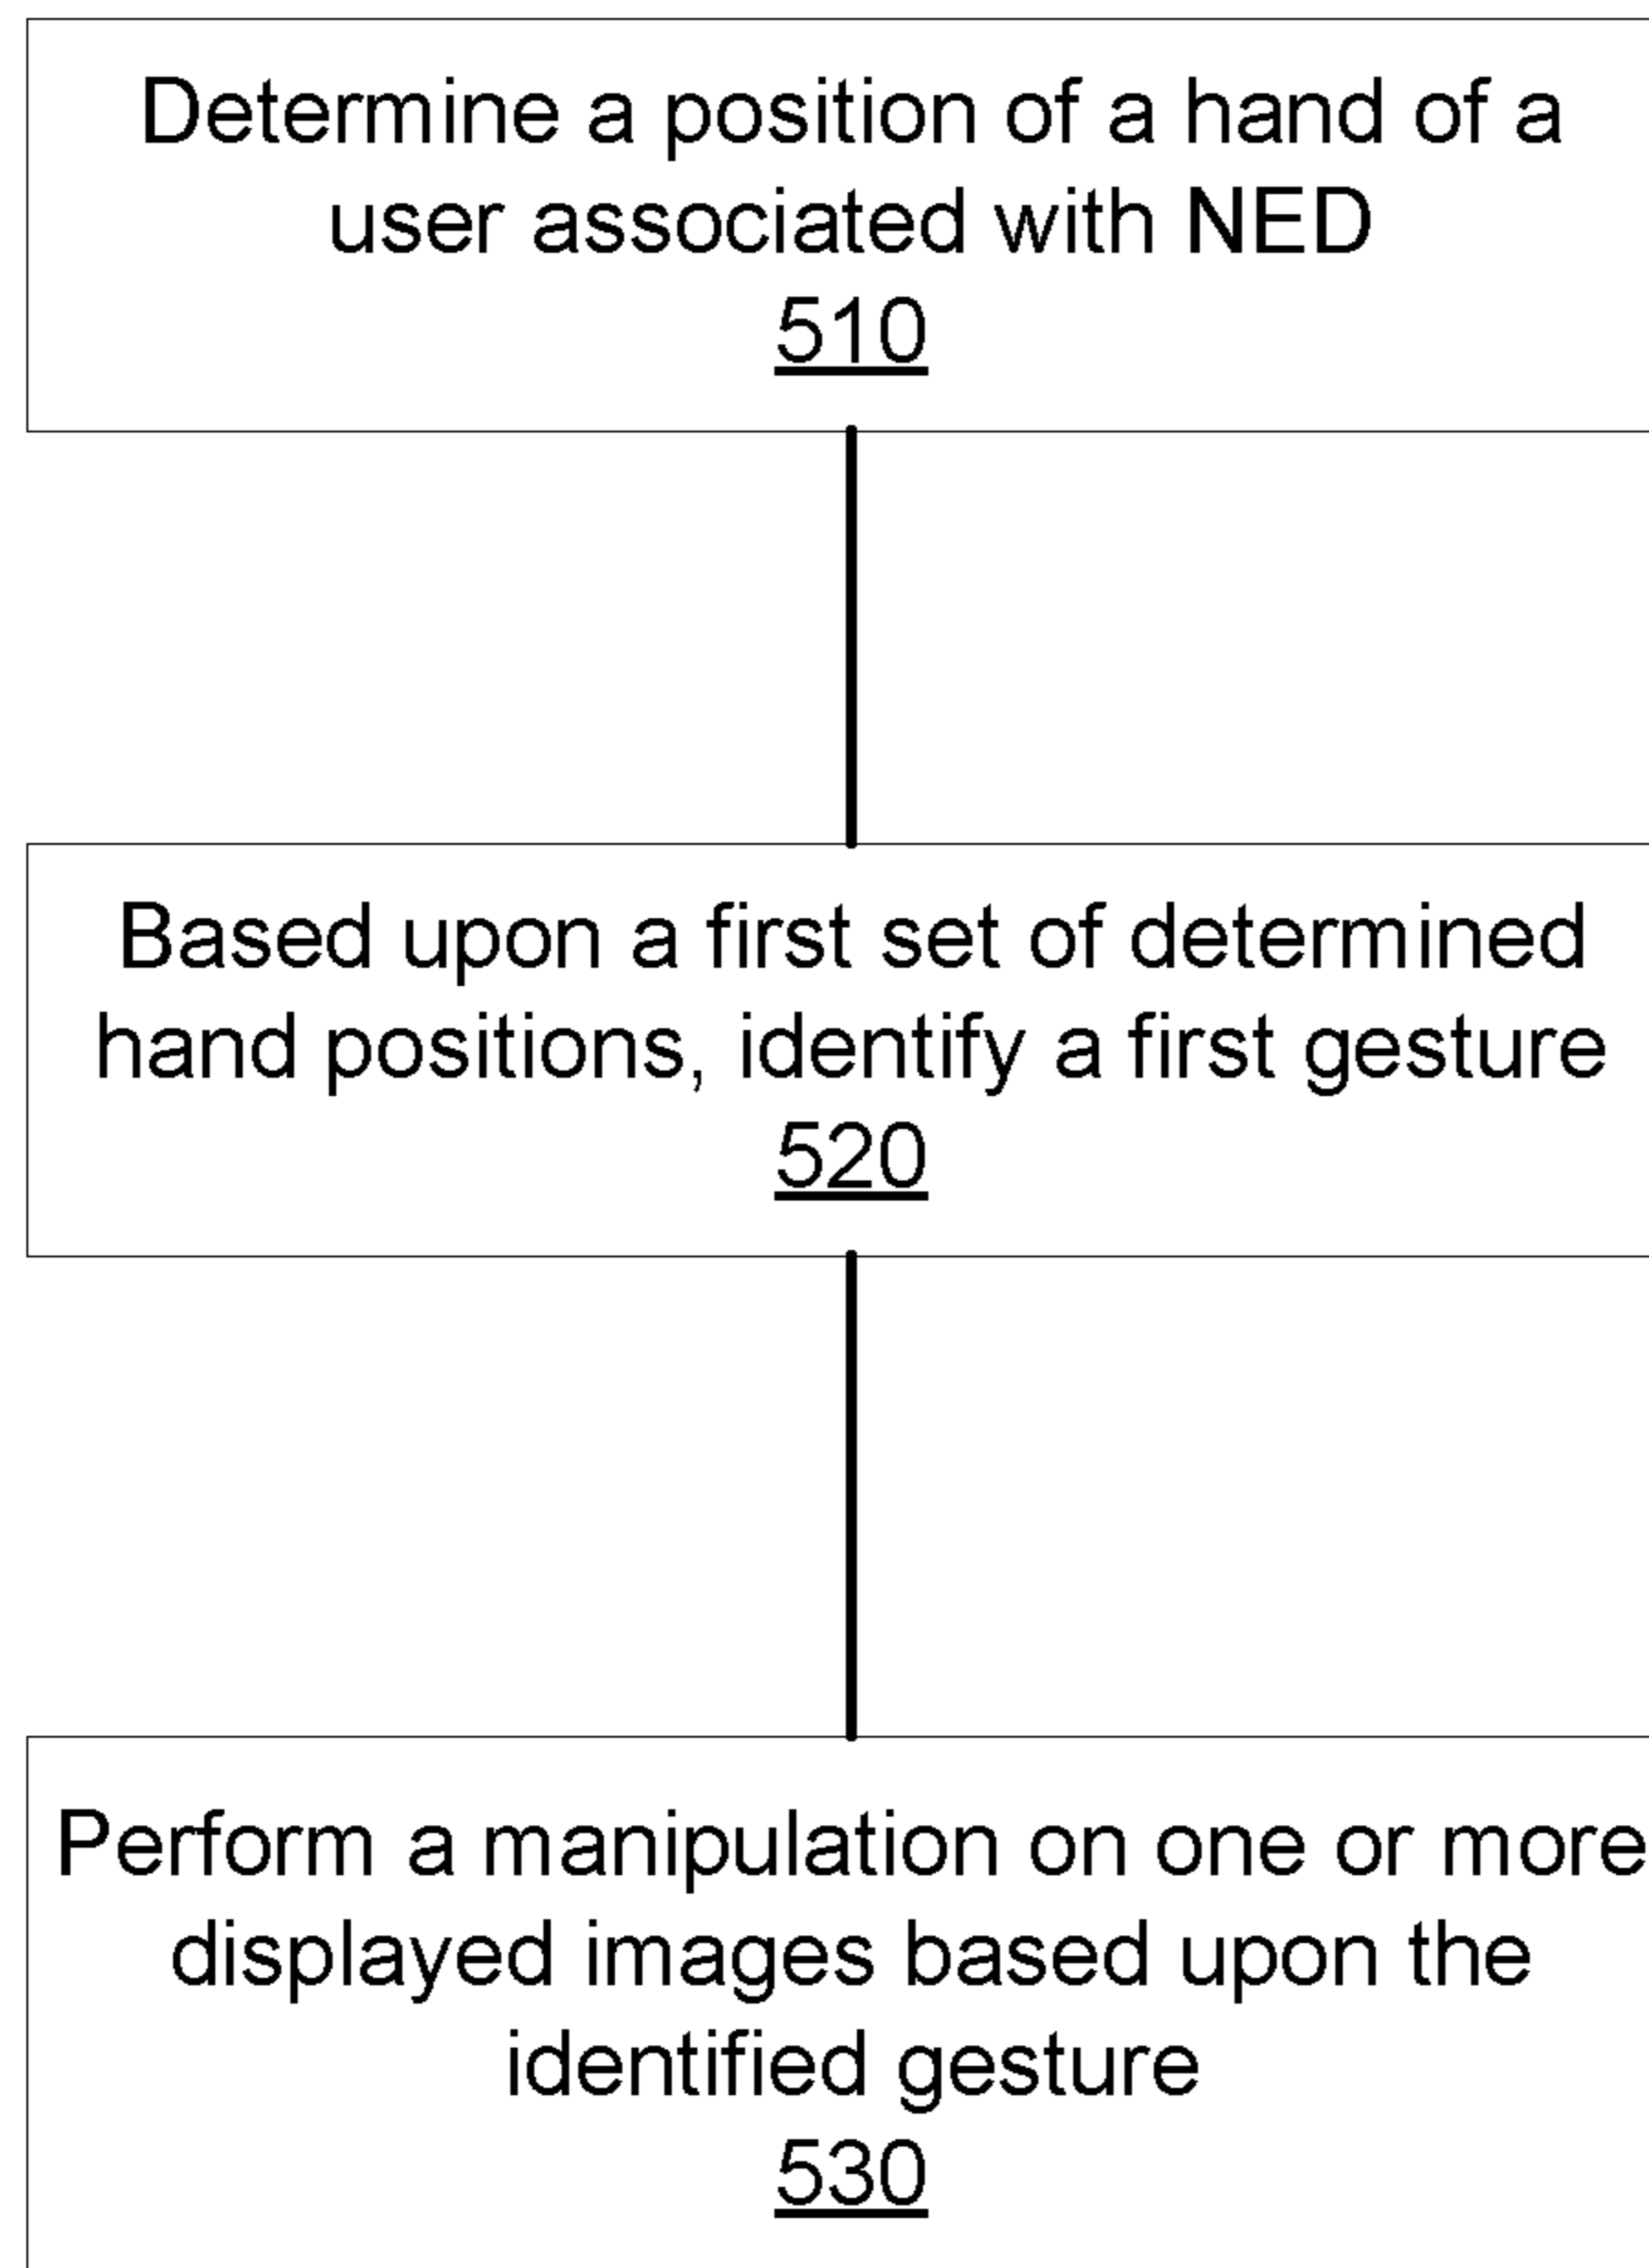 Determine a position of a hand of a
user associated with NED
510
Based upon a first set of determined
hand positions, identify a first gesture
520
Perform a manipulation on one or more
displayed images based upon the
identified gesture
530